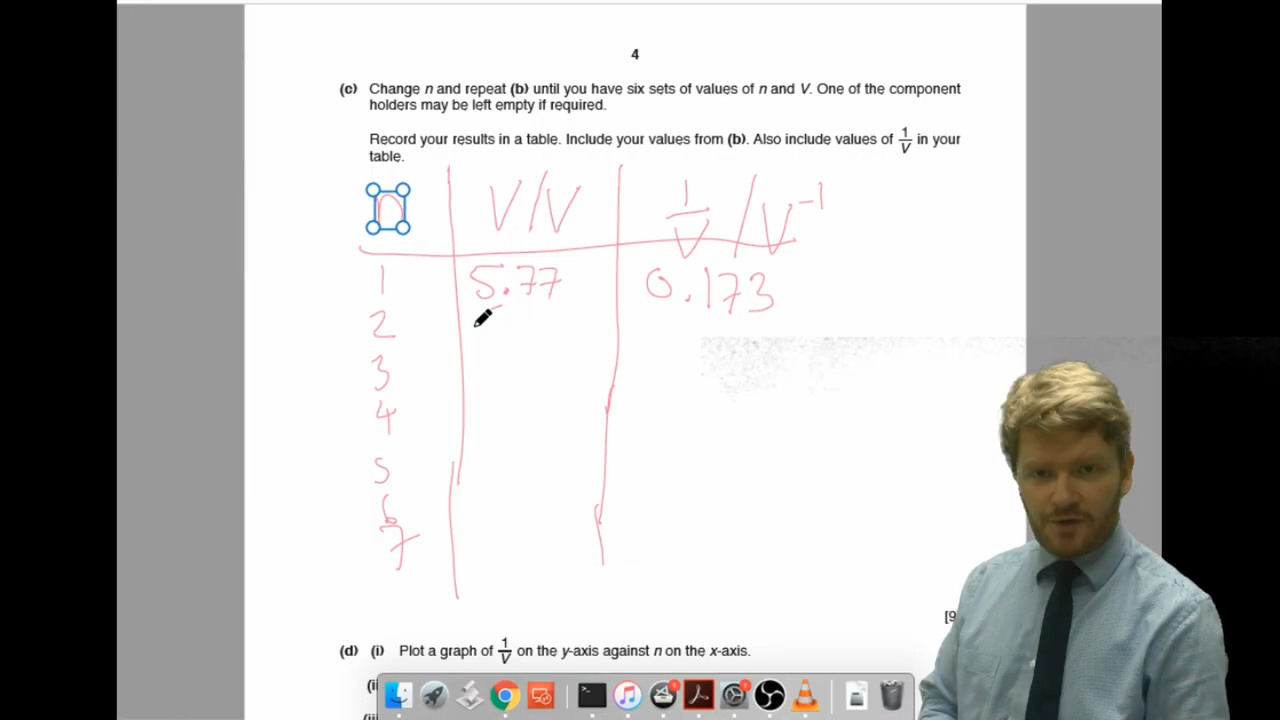 4
(c) Change n and repeat (b) until you have six sets of values of n and V. One of the component
holders may be left empty if required.
Record your results in a table. Include your values from (b). Also include values of 1/V in your
table.
n V/V 1/V /V⁻¹
1 5.77 0.173
2
3
4
5
6
7
[9
(d) (i) Plot a graph of 1/V on the y-axis against n on the x-axis.
(ii
(iii